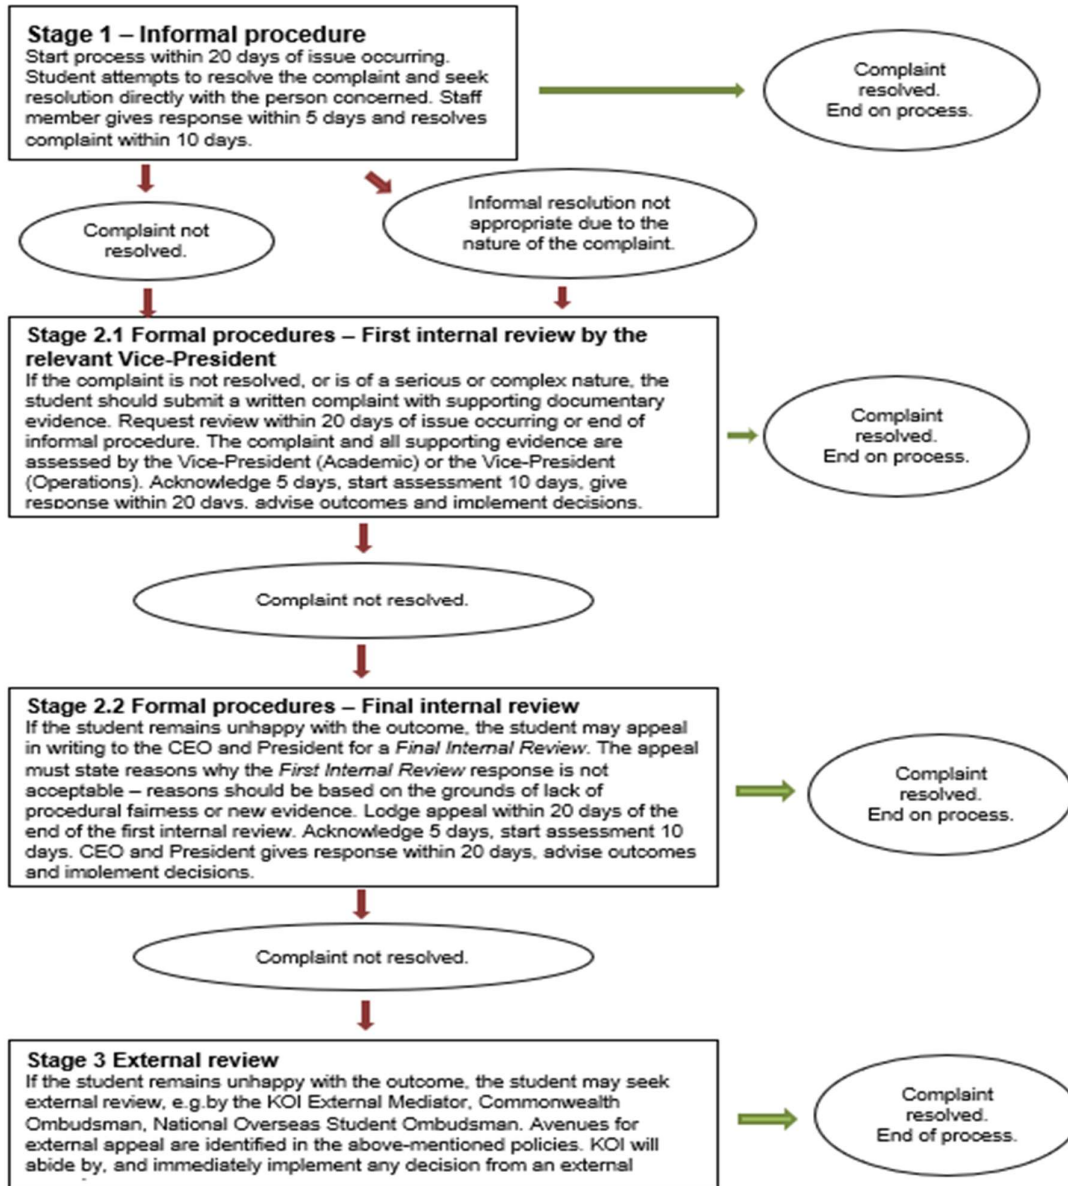 Stage 1 – Informal procedure
Start process within 20 days of issue occurring.
Student attempts to resolve the complaint and seek
resolution directly with the person concerned. Staff
member gives response within 5 days and resolves
complaint within 10 days.
Complaint
resolved.
End on process.
Complaint not
resolved.
Informal resolution not
appropriate due to the
nature of the complaint.
Stage 2.1 Formal procedures – First internal review by the
relevant Vice-President
If the complaint is not resolved, or is of a serious or complex nature, the
student should submit a written complaint with supporting documentary
evidence. Request review within 20 days of issue occurring or end of
informal procedure. The complaint and all supporting evidence are
assessed by the Vice-President (Academic) or the Vice-President
(Operations). Acknowledge 5 days, start assessment 10 days, give
response within 20 days, advise outcomes and implement decisions.
Complaint
resolved.
End on process.
Complaint not resolved.
Stage 2.2 Formal procedures – Final internal review
If the student remains unhappy with the outcome, the student may appeal
in writing to the CEO and President for a Final Internal Review. The appeal
must state reasons why the First Internal Review response is not
acceptable – reasons should be based on the grounds of lack of
procedural fairness or new evidence. Lodge appeal within 20 days of the
end of the first internal review. Acknowledge 5 days, start assessment 10
days. CEO and President gives response within 20 days, advise outcomes
and implement decisions.
Complaint
resolved.
End on process.
Complaint not resolved.
Stage 3 External review
If the student remains unhappy with the outcome, the student may seek
external review, e.g.by the KOI External Mediator, Commonwealth
Ombudsman, National Overseas Student Ombudsman. Avenues for
external appeal are identified in the above-mentioned policies. KOI will
abide by, and immediately implement any decision from an external
Complaint
resolved.
End of process.